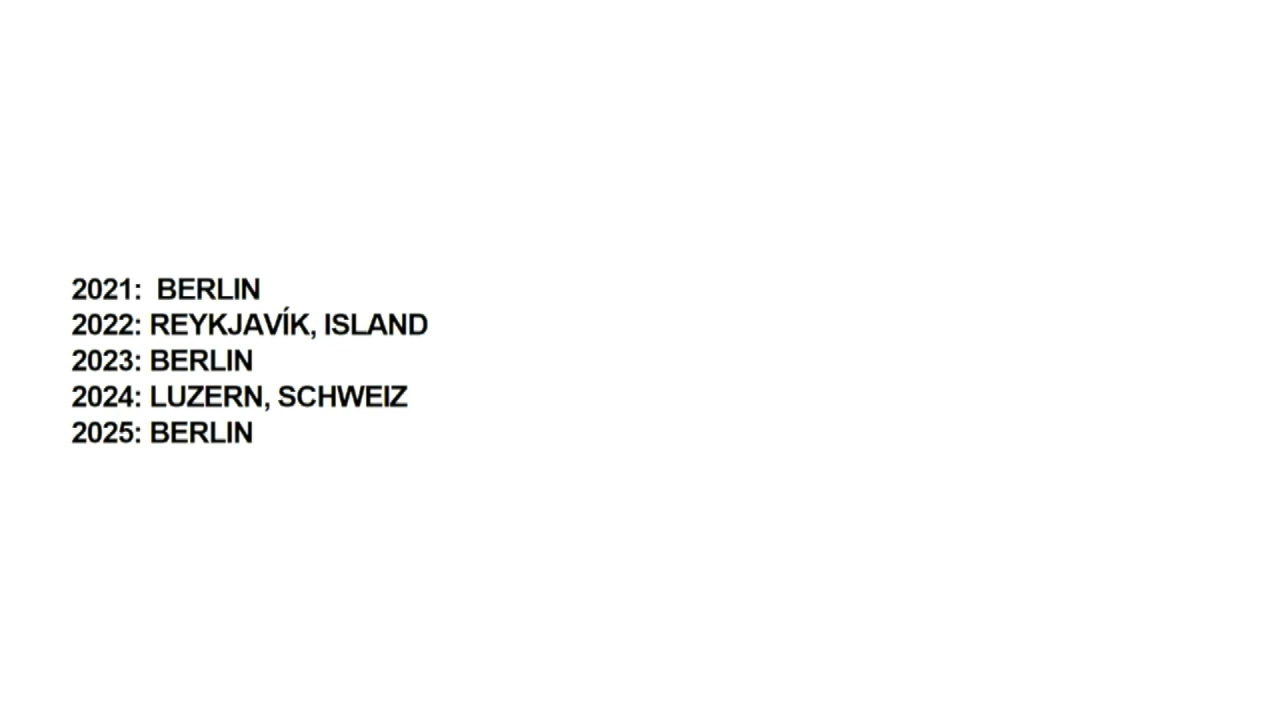 2021:  BERLIN
2022: REYKJAVÍK, ISLAND
2023: BERLIN
2024: LUZERN, SCHWEIZ
2025: BERLIN